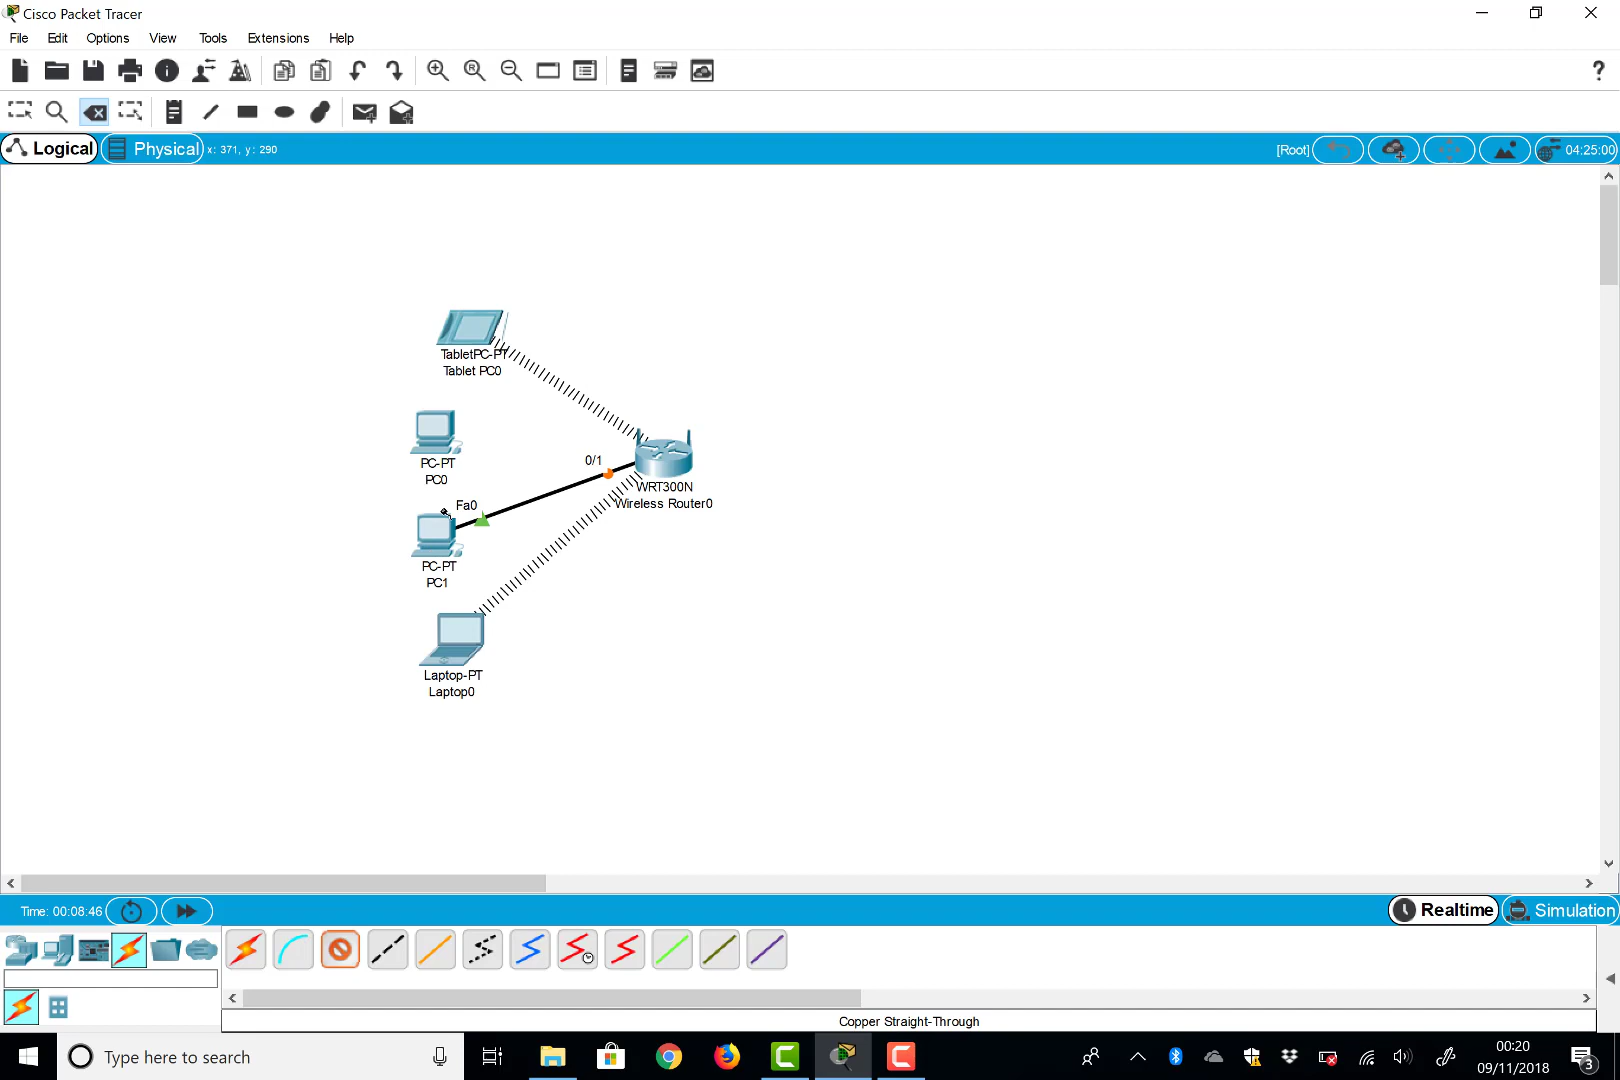 Cisco Packet Tracer
File Edit Options View Tools Extensions Help
Logical Physical x: 371, y: 290 [Root] 04:25:00
TabletPC-PT
Tablet PC0
PC-PT
PC0
0/1
WRT300N
Wireless Router0
Fa0
PC-PT
PC1
Laptop-PT
Laptop0
Time: 00:08:46 Realtime Simulation
Copper Straight-Through
Type here to search
00:20
09/11/2018
3